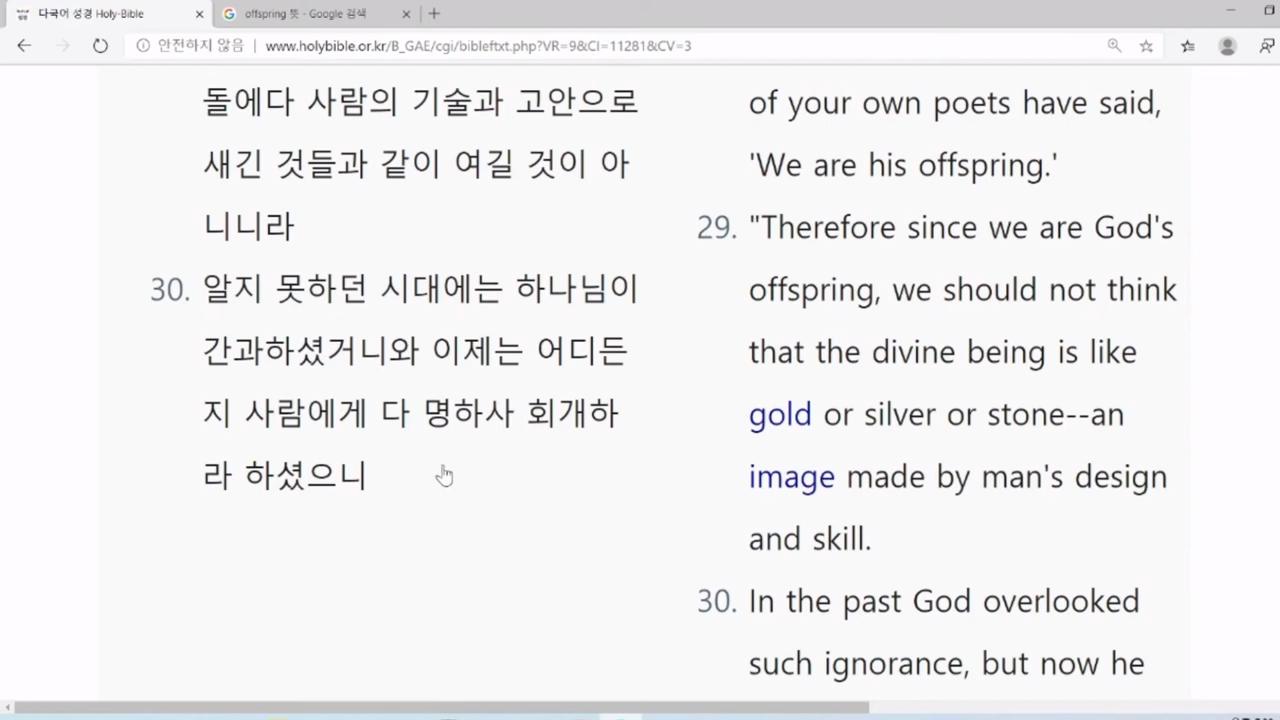 다국어 성경 Holy-Bible
offspring 뜻 - Google 검색
안전하지 않음 | www.holybible.or.kr/B_GAE/cgi/bibleftxt.php?VR=9&CI=11281&CV=3
돌에다 사람의 기술과 고안으로
새긴 것들과 같이 여길 것이 아
니니라
30. 알지 못하던 시대에는 하나님이
간과하셨거니와 이제는 어디든
지 사람에게 다 명하사 회개하
라 하셨으니
of your own poets have said,
'We are his offspring.'
29. "Therefore since we are God's
offspring, we should not think
that the divine being is like
gold or silver or stone--an
image made by man's design
and skill.
30. In the past God overlooked
such ignorance, but now he